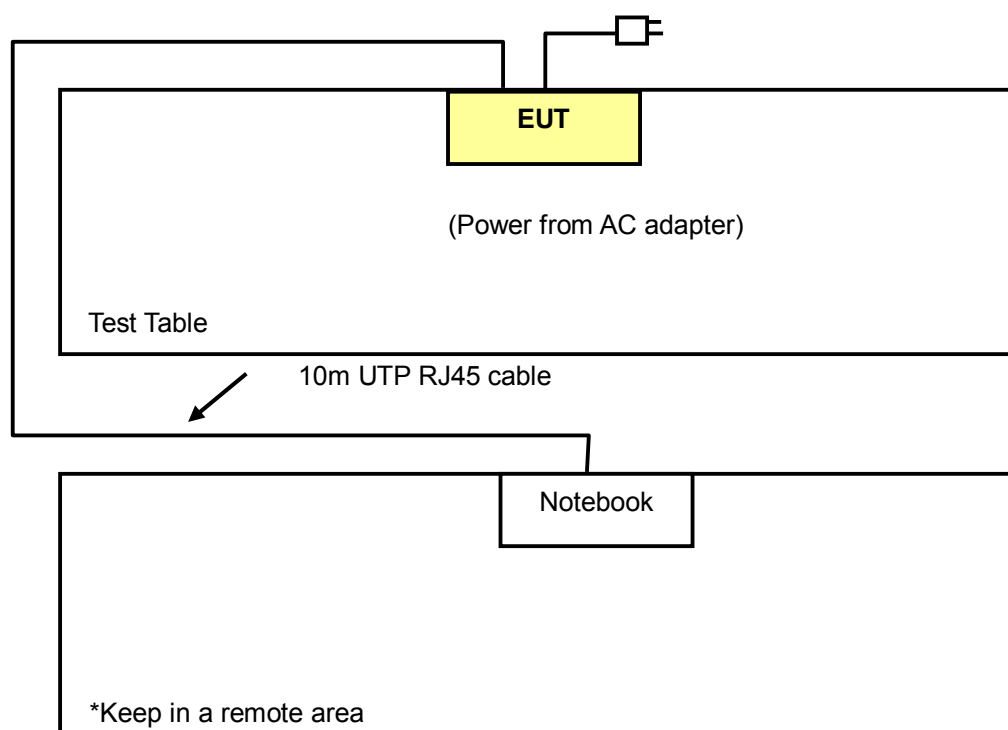 EUT
(Power from AC adapter)
Test Table
10m UTP RJ45 cable
Notebook
*Keep in a remote area